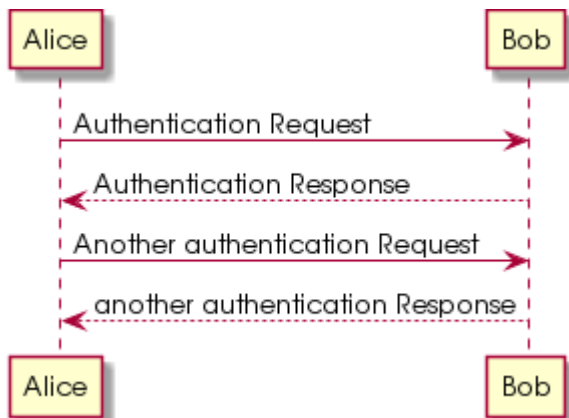 Alice
Bob
Authentication Request
Authentication Response
Another authentication Request
another authentication Response
Alice
Bob